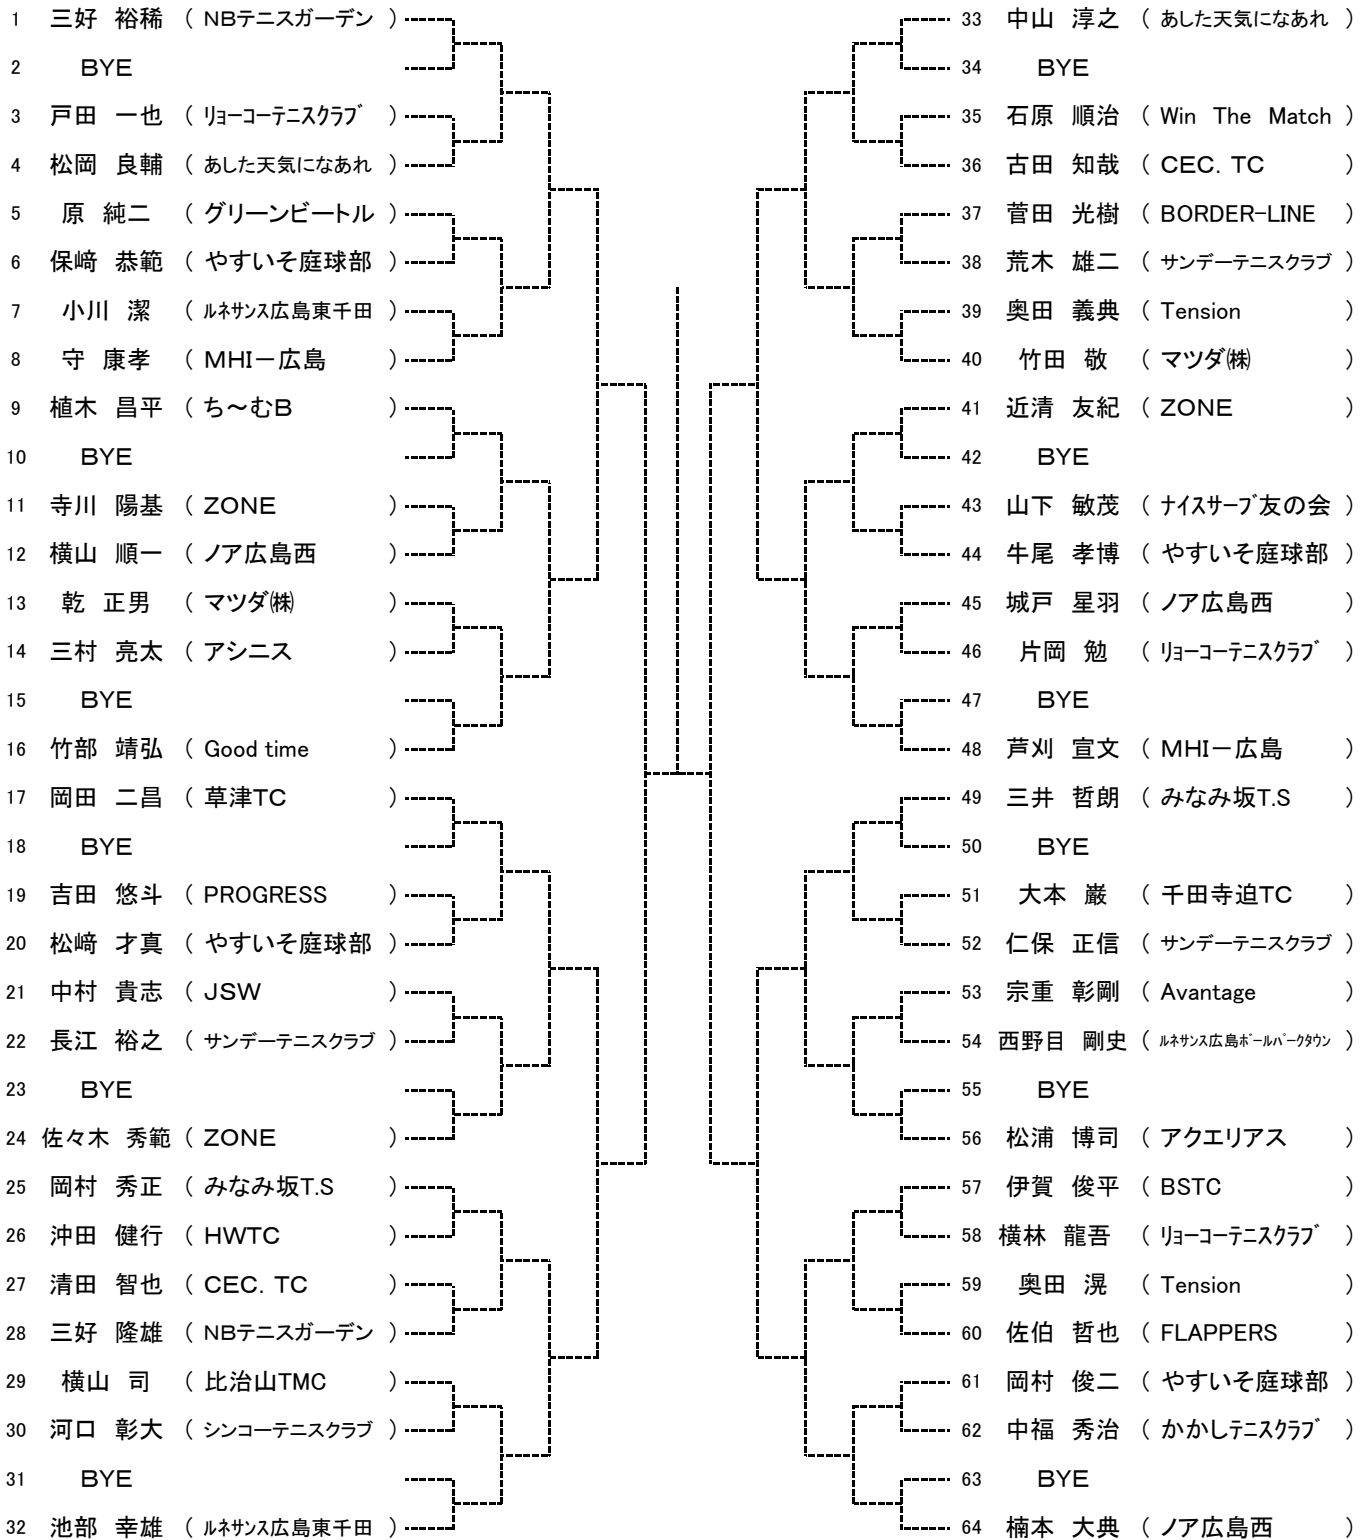 1 三好 裕稀 ( NBテニスガーデン )
2 BYE
3 戸田 一也 ( リョーコーテニスクラブ )
4 松岡 良輔 ( あした天気になあれ )
5 原 純二 ( グリーンビートル )
6 保﨑 恭範 ( やすいそ庭球部 )
7 小川 潔 ( ルネサンス広島東千田 )
8 守 康孝 ( MHI－広島 )
9 植木 昌平 ( ち～むB )
10 BYE
11 寺川 陽基 ( ZONE )
12 横山 順一 ( ノア広島西 )
13 乾 正男 ( マツダ㈱ )
14 三村 亮太 ( アシニス )
15 BYE
16 竹部 靖弘 ( Good time )
17 岡田 二昌 ( 草津TC )
18 BYE
19 吉田 悠斗 ( PROGRESS )
20 松﨑 才真 ( やすいそ庭球部 )
21 中村 貴志 ( JSW )
22 長江 裕之 ( サンデーテニスクラブ )
23 BYE
24 佐々木 秀範 ( ZONE )
25 岡村 秀正 ( みなみ坂T.S )
26 沖田 健行 ( HWTC )
27 清田 智也 ( CEC. TC )
28 三好 隆雄 ( NBテニスガーデン )
29 横山 司 ( 比治山TMC )
30 河口 彰大 ( シンコーテニスクラブ )
31 BYE
32 池部 幸雄 ( ルネサンス広島東千田 )
33 中山 淳之 ( あした天気になあれ )
34 BYE
35 石原 順治 ( Win The Match )
36 古田 知哉 ( CEC. TC )
37 菅田 光樹 ( BORDER-LINE )
38 荒木 雄二 ( サンデーテニスクラブ )
39 奥田 義典 ( Tension )
40 竹田 敬 ( マツダ㈱ )
41 近清 友紀 ( ZONE )
42 BYE
43 山下 敏茂 ( ナイスサーブ友の会 )
44 牛尾 孝博 ( やすいそ庭球部 )
45 城戸 星羽 ( ノア広島西 )
46 片岡 勉 ( リョーコーテニスクラブ )
47 BYE
48 芦刈 宣文 ( MHI－広島 )
49 三井 哲朗 ( みなみ坂T.S )
50 BYE
51 大本 巌 ( 千田寺迫TC )
52 仁保 正信 ( サンデーテニスクラブ )
53 宗重 彰剛 ( Avantage )
54 西野目 剛史 ( ルネサンス広島ボールパークタウン )
55 BYE
56 松浦 博司 ( アクエリアス )
57 伊賀 俊平 ( BSTC )
58 横林 龍吾 ( リョーコーテニスクラブ )
59 奥田 滉 ( Tension )
60 佐伯 哲也 ( FLAPPERS )
61 岡村 俊二 ( やすいそ庭球部 )
62 中福 秀治 ( かかしテニスクラブ )
63 BYE
64 楠本 大典 ( ノア広島西 )